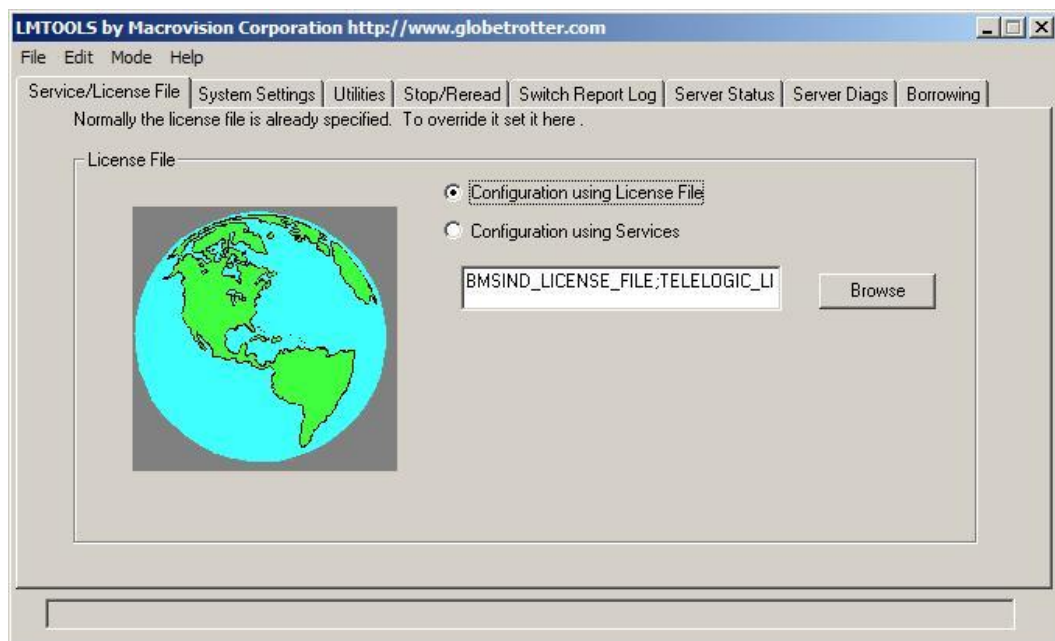 LMTOOLS by Macrovision Corporation http://www.globetrotter.com
File Edit Mode Help
Service/License File System Settings Utilities Stop/Reread Switch Report Log Server Status Server Diags Borrowing
Normally the license file is already specified. To override it set it here .
License File
Configuration using License File
Configuration using Services
BMSIND_LICENSE_FILE;TELELOGIC_LI
Browse